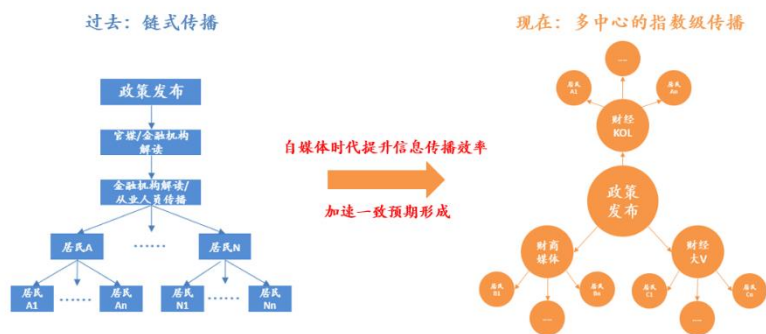 过去：链式传播
政策发布
官媒/金融机构
解读
金融机构解读/
从业人员传播
居民A
……
居民N
居民
A1
……
居民
An
居民
N1
……
居民
Nn
自媒体时代提升信息传播效率
加速一致预期形成
现在：多中心的指数级传播
……
居民
A1
居民
An
财经
KOL
政策
发布
财商
媒体
财经
大V
居民
B1
居民
Bn
……
居民
C1
居民
Cn
……